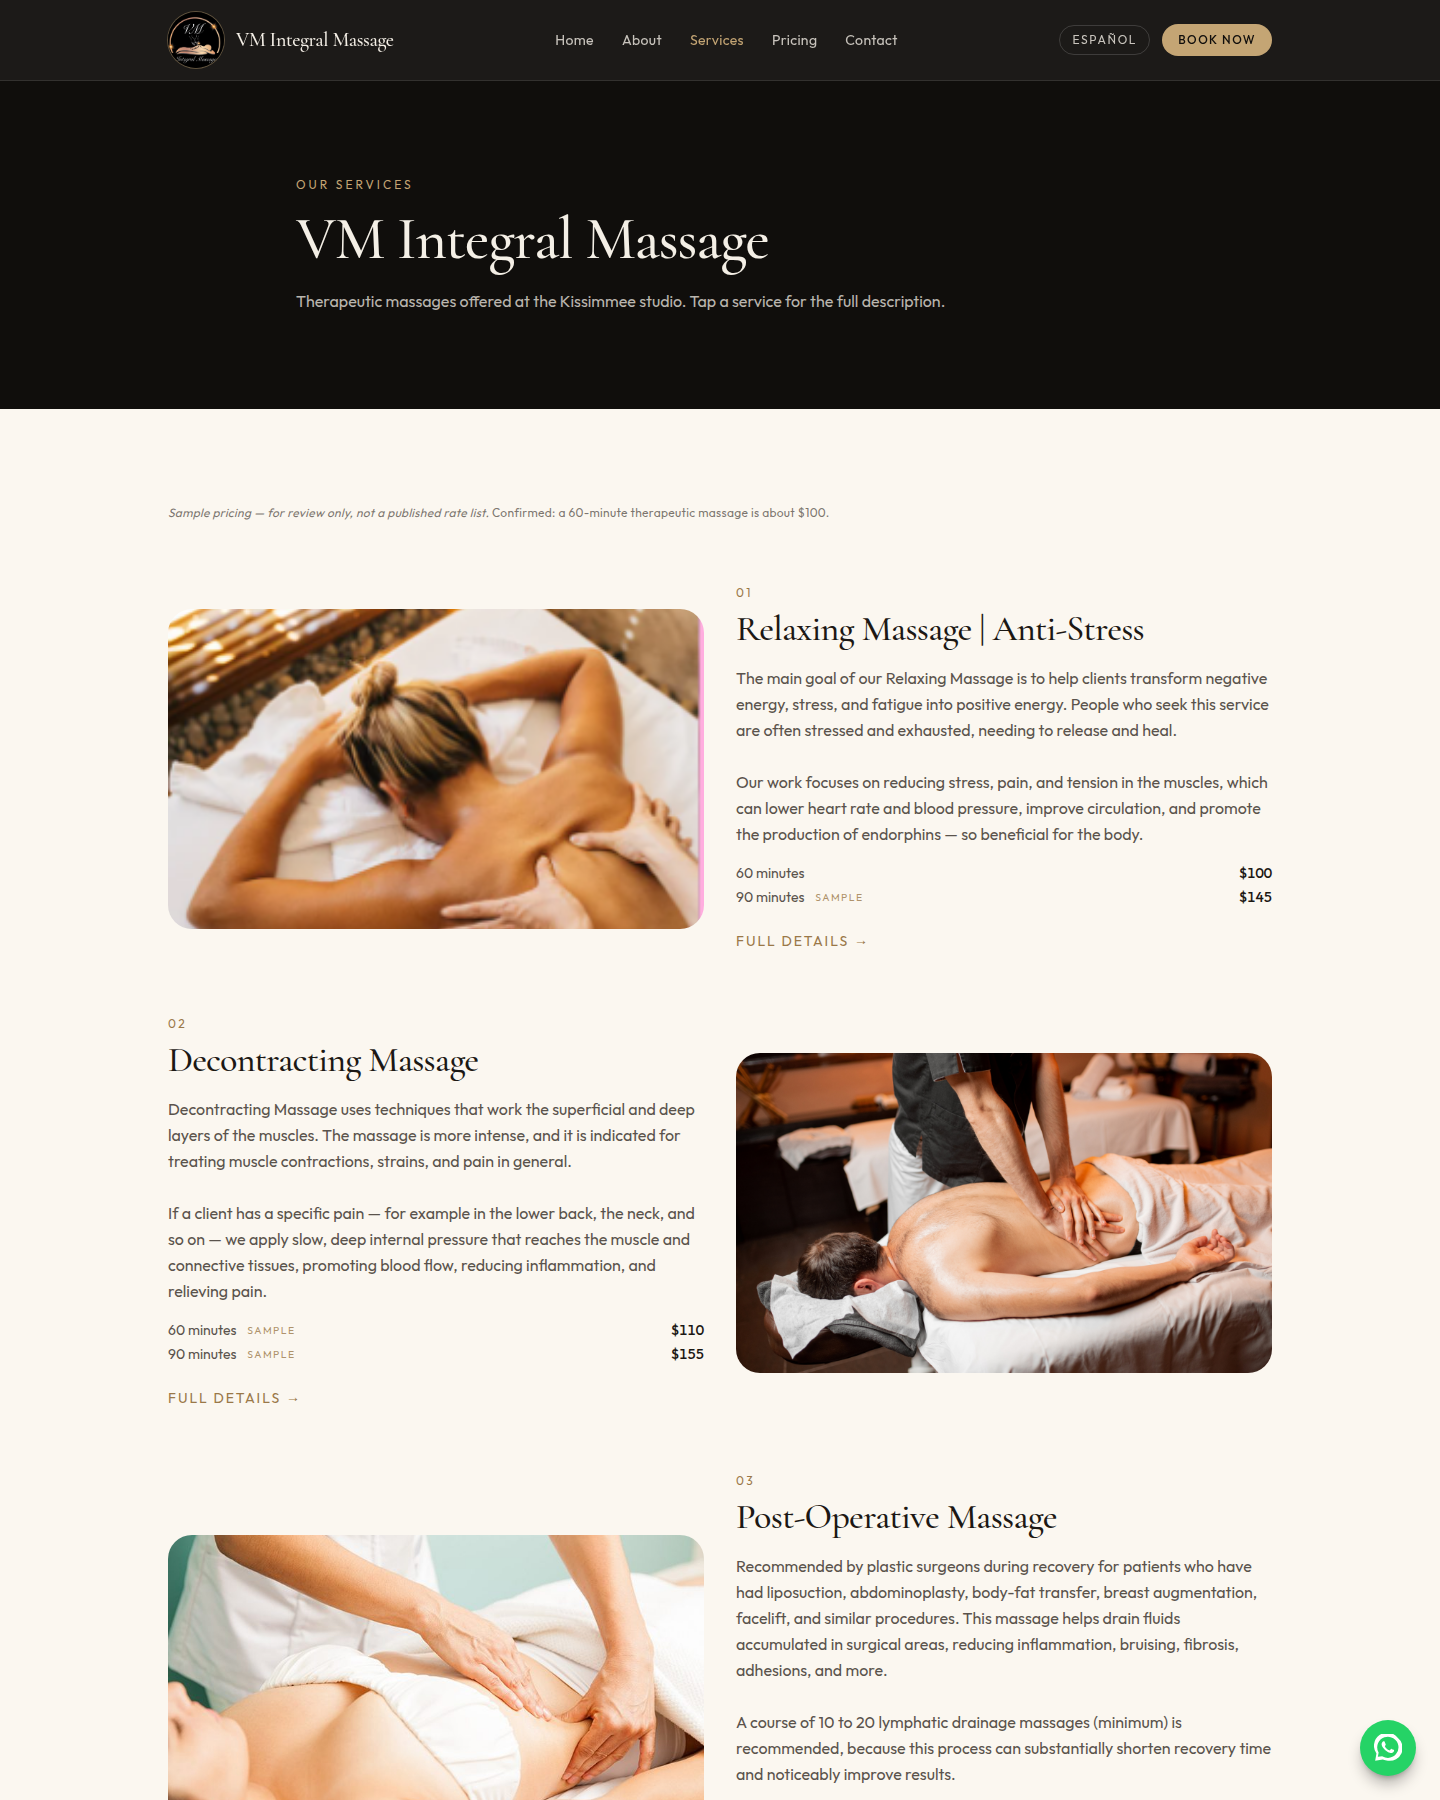 VM
Integral Massage
VM Integral Massage
Home
About
Services
Pricing
Contact
ESPAÑOL
BOOK NOW
OUR SERVICES
VM Integral Massage
Therapeutic massages offered at the Kissimmee studio. Tap a service for the full description.
Sample pricing — for review only, not a published rate list. Confirmed: a 60-minute therapeutic massage is about $100.
01
Relaxing Massage | Anti-Stress
The main goal of our Relaxing Massage is to help clients transform negative
energy, stress, and fatigue into positive energy. People who seek this service
are often stressed and exhausted, needing to release and heal.
Our work focuses on reducing stress, pain, and tension in the muscles, which
can lower heart rate and blood pressure, improve circulation, and promote
the production of endorphins — so beneficial for the body.
60 minutes $100
90 minutes SAMPLE $145
FULL DETAILS →
02
Decontracting Massage
Decontracting Massage uses techniques that work the superficial and deep
layers of the muscles. The massage is more intense, and it is indicated for
treating muscle contractions, strains, and pain in general.
If a client has a specific pain — for example in the lower back, the neck, and
so on — we apply slow, deep internal pressure that reaches the muscle and
connective tissues, promoting blood flow, reducing inflammation, and
relieving pain.
60 minutes SAMPLE $110
90 minutes SAMPLE $155
FULL DETAILS →
03
Post-Operative Massage
Recommended by plastic surgeons during recovery for patients who have
had liposuction, abdominoplasty, body-fat transfer, breast augmentation,
facelift, and similar procedures. This massage helps drain fluids
accumulated in surgical areas, reducing inflammation, bruising, fibrosis,
adhesions, and more.
A course of 10 to 20 lymphatic drainage massages (minimum) is
recommended, because this process can substantially shorten recovery time
and noticeably improve results.